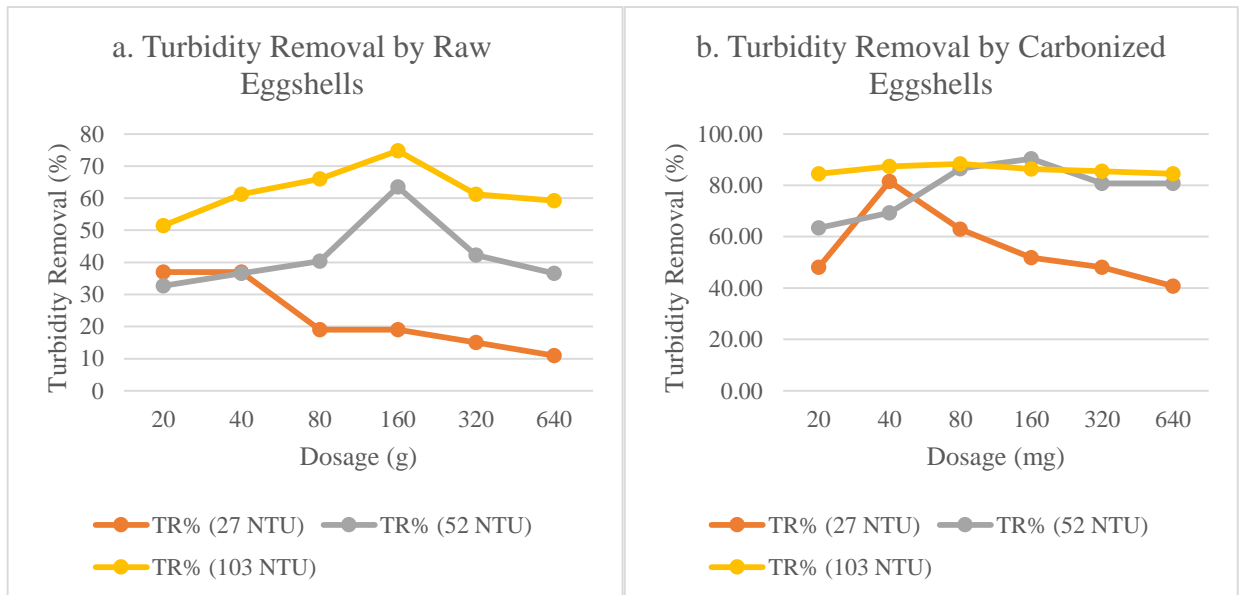 a. Turbidity Removal by Raw
Eggshells
Turbidity Removal (%)
80
70
60
50
40
30
20
10
0
20 40 80 160 320 640
Dosage (g)
TR% (27 NTU) TR% (52 NTU)
TR% (103 NTU)
b. Turbidity Removal by Carbonized
Eggshells
Turbidity Removal (%)
100.00
80.00
60.00
40.00
20.00
0.00
20 40 80 160 320 640
Dosage (mg)
TR% (27 NTU) TR% (52 NTU)
TR% (103 NTU)